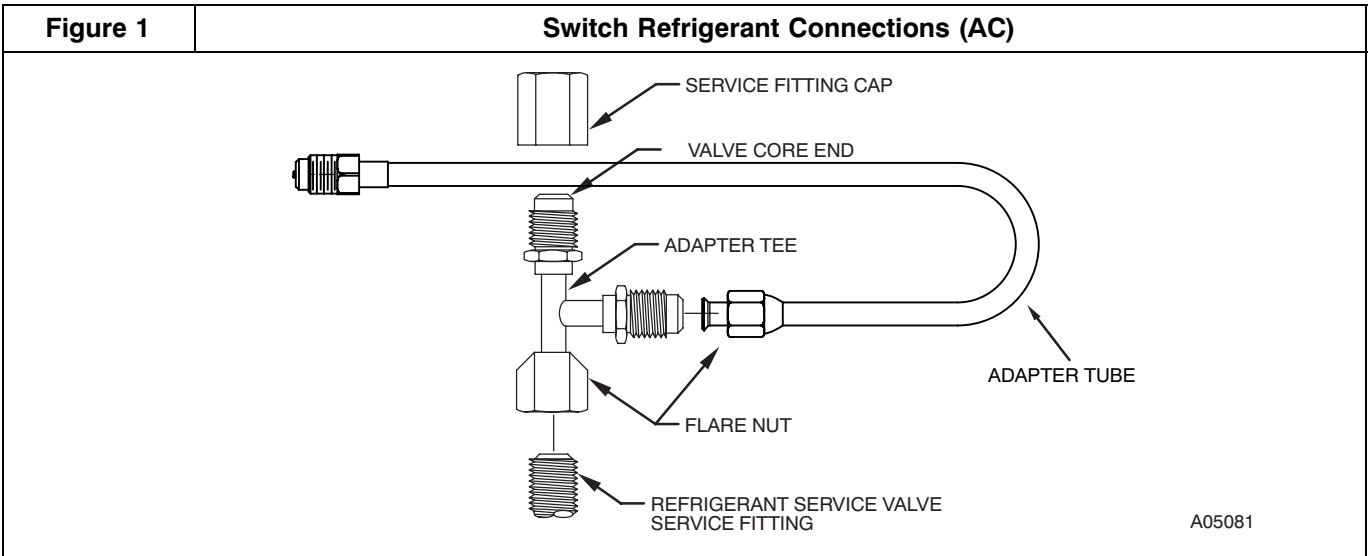 Figure 1
Switch Refrigerant Connections (AC)
SERVICE FITTING CAP
VALVE CORE END
ADAPTER TEE
ADAPTER TUBE
FLARE NUT
REFRIGERANT SERVICE VALVE
SERVICE FITTING
A05081